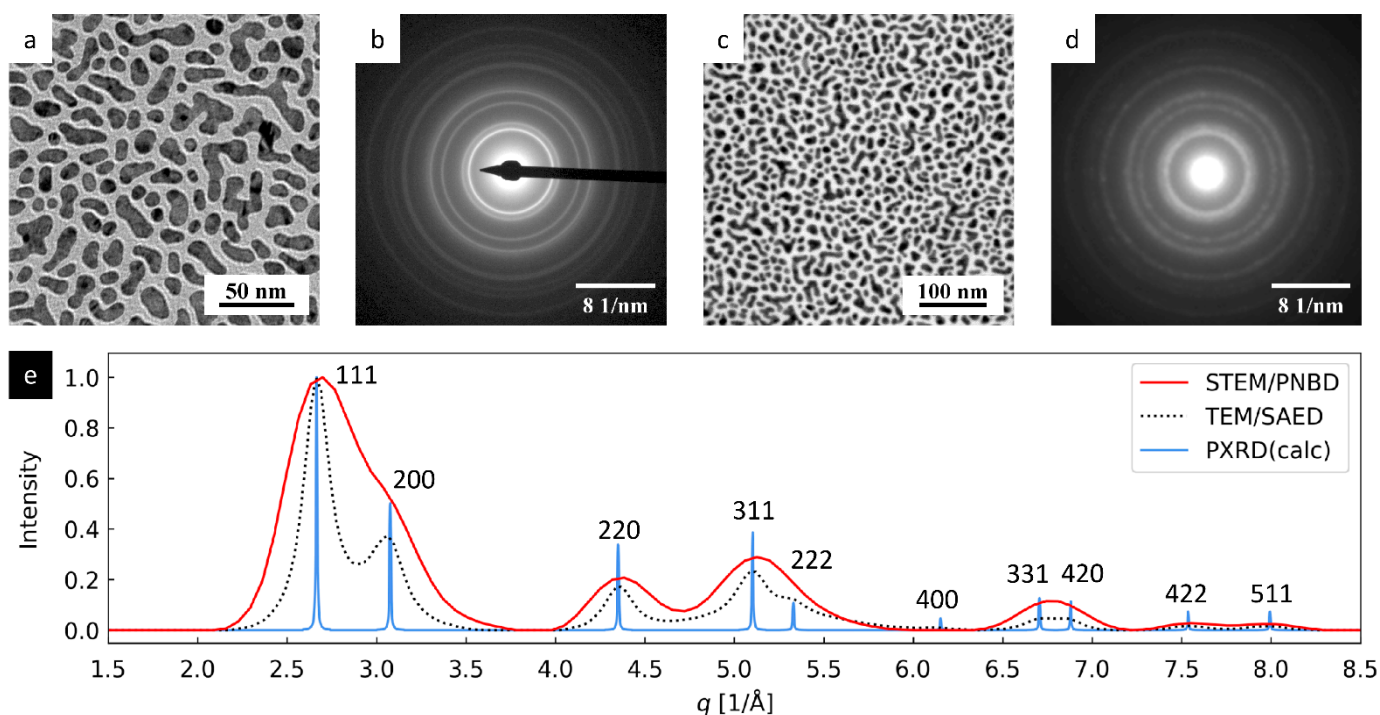 a
b
c
d
50 nm
8 1/nm
100 nm
8 1/nm
e
1.0
0.8
0.6
0.4
0.2
0.0
Intensity
111
200
220
311
222
400
331
420
422
511
STEM/PNBD
TEM/SAED
PXRD(calc)
1.5 2.0 2.5 3.0 3.5 4.0 4.5 5.0 5.5 6.0 6.5 7.0 7.5 8.0 8.5
q [1/Å]